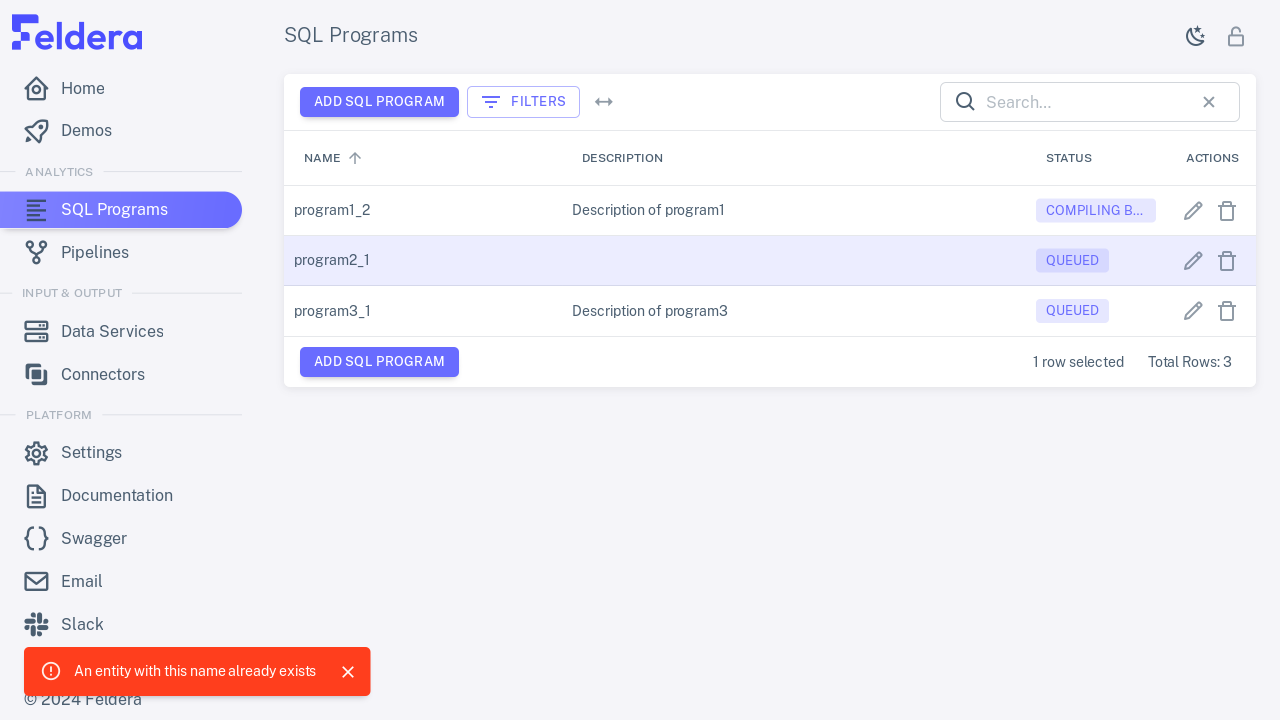 Feldera
Home
Demos
ANALYTICS
SQL Programs
Pipelines
INPUT & OUTPUT
Data Services
Connectors
PLATFORM
Settings
Documentation
Swagger
Email
Slack
An entity with this name already exists
© 2024 Feldera
SQL Programs
ADD SQL PROGRAM FILTERS Search...
NAME DESCRIPTION STATUS ACTIONS
program1_2 Description of program1 COMPILING B...
program2_1 QUEUED
program3_1 Description of program3 QUEUED
ADD SQL PROGRAM 1 row selected Total Rows: 3